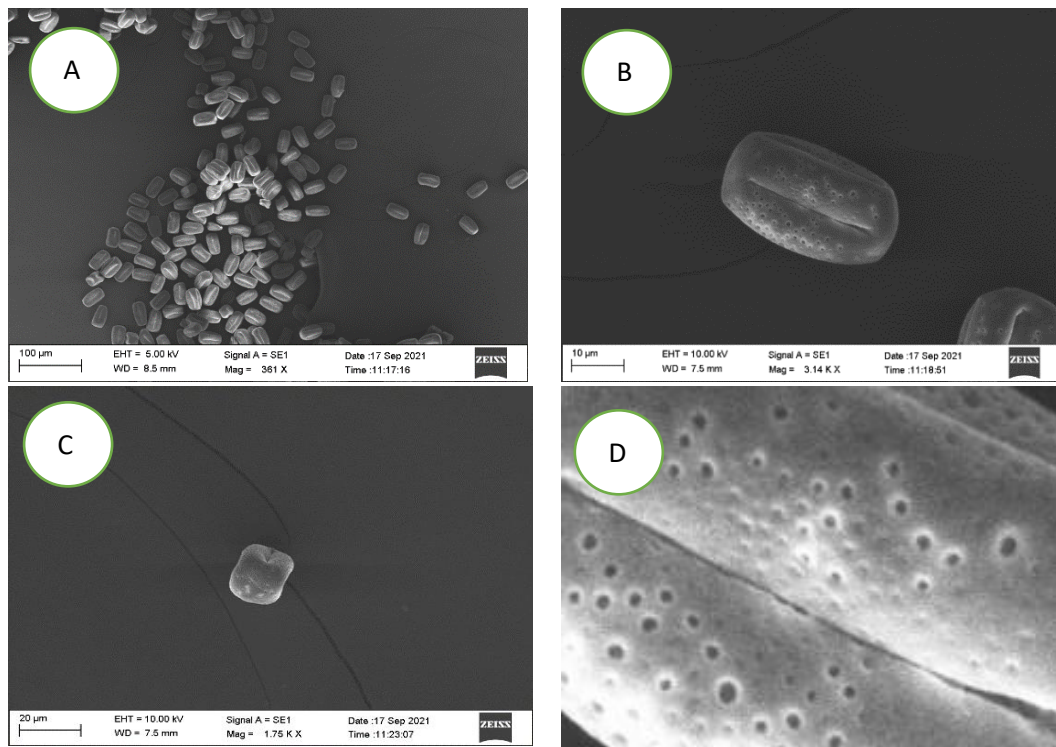 A
100 µm
EHT = 5.00 kV
Signal A = SE1
Date :17 Sep 2021
WD = 8.5 mm
Mag = 361 X
Time :11:17:16
ZEISS
B
10 µm
EHT = 10.00 kV
Signal A = SE1
Date :17 Sep 2021
WD = 7.5 mm
Mag = 3.14 K X
Time :11:18:51
ZEISS
C
20 µm
EHT = 10.00 kV
Signal A = SE1
Date :17 Sep 2021
WD = 7.5 mm
Mag = 1.75 K X
Time :11:23:07
ZEISS
D